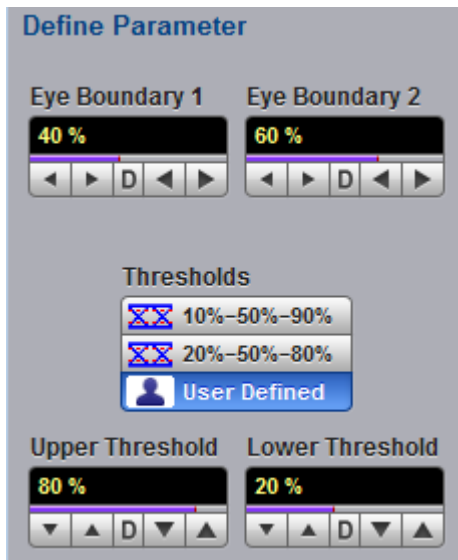 Define Parameter
Eye Boundary 1 Eye Boundary 2
40 % 60 %
D D
Thresholds
10%-50%-90%
20%-50%-80%
User Defined
Upper Threshold Lower Threshold
80 % 20 %
D D